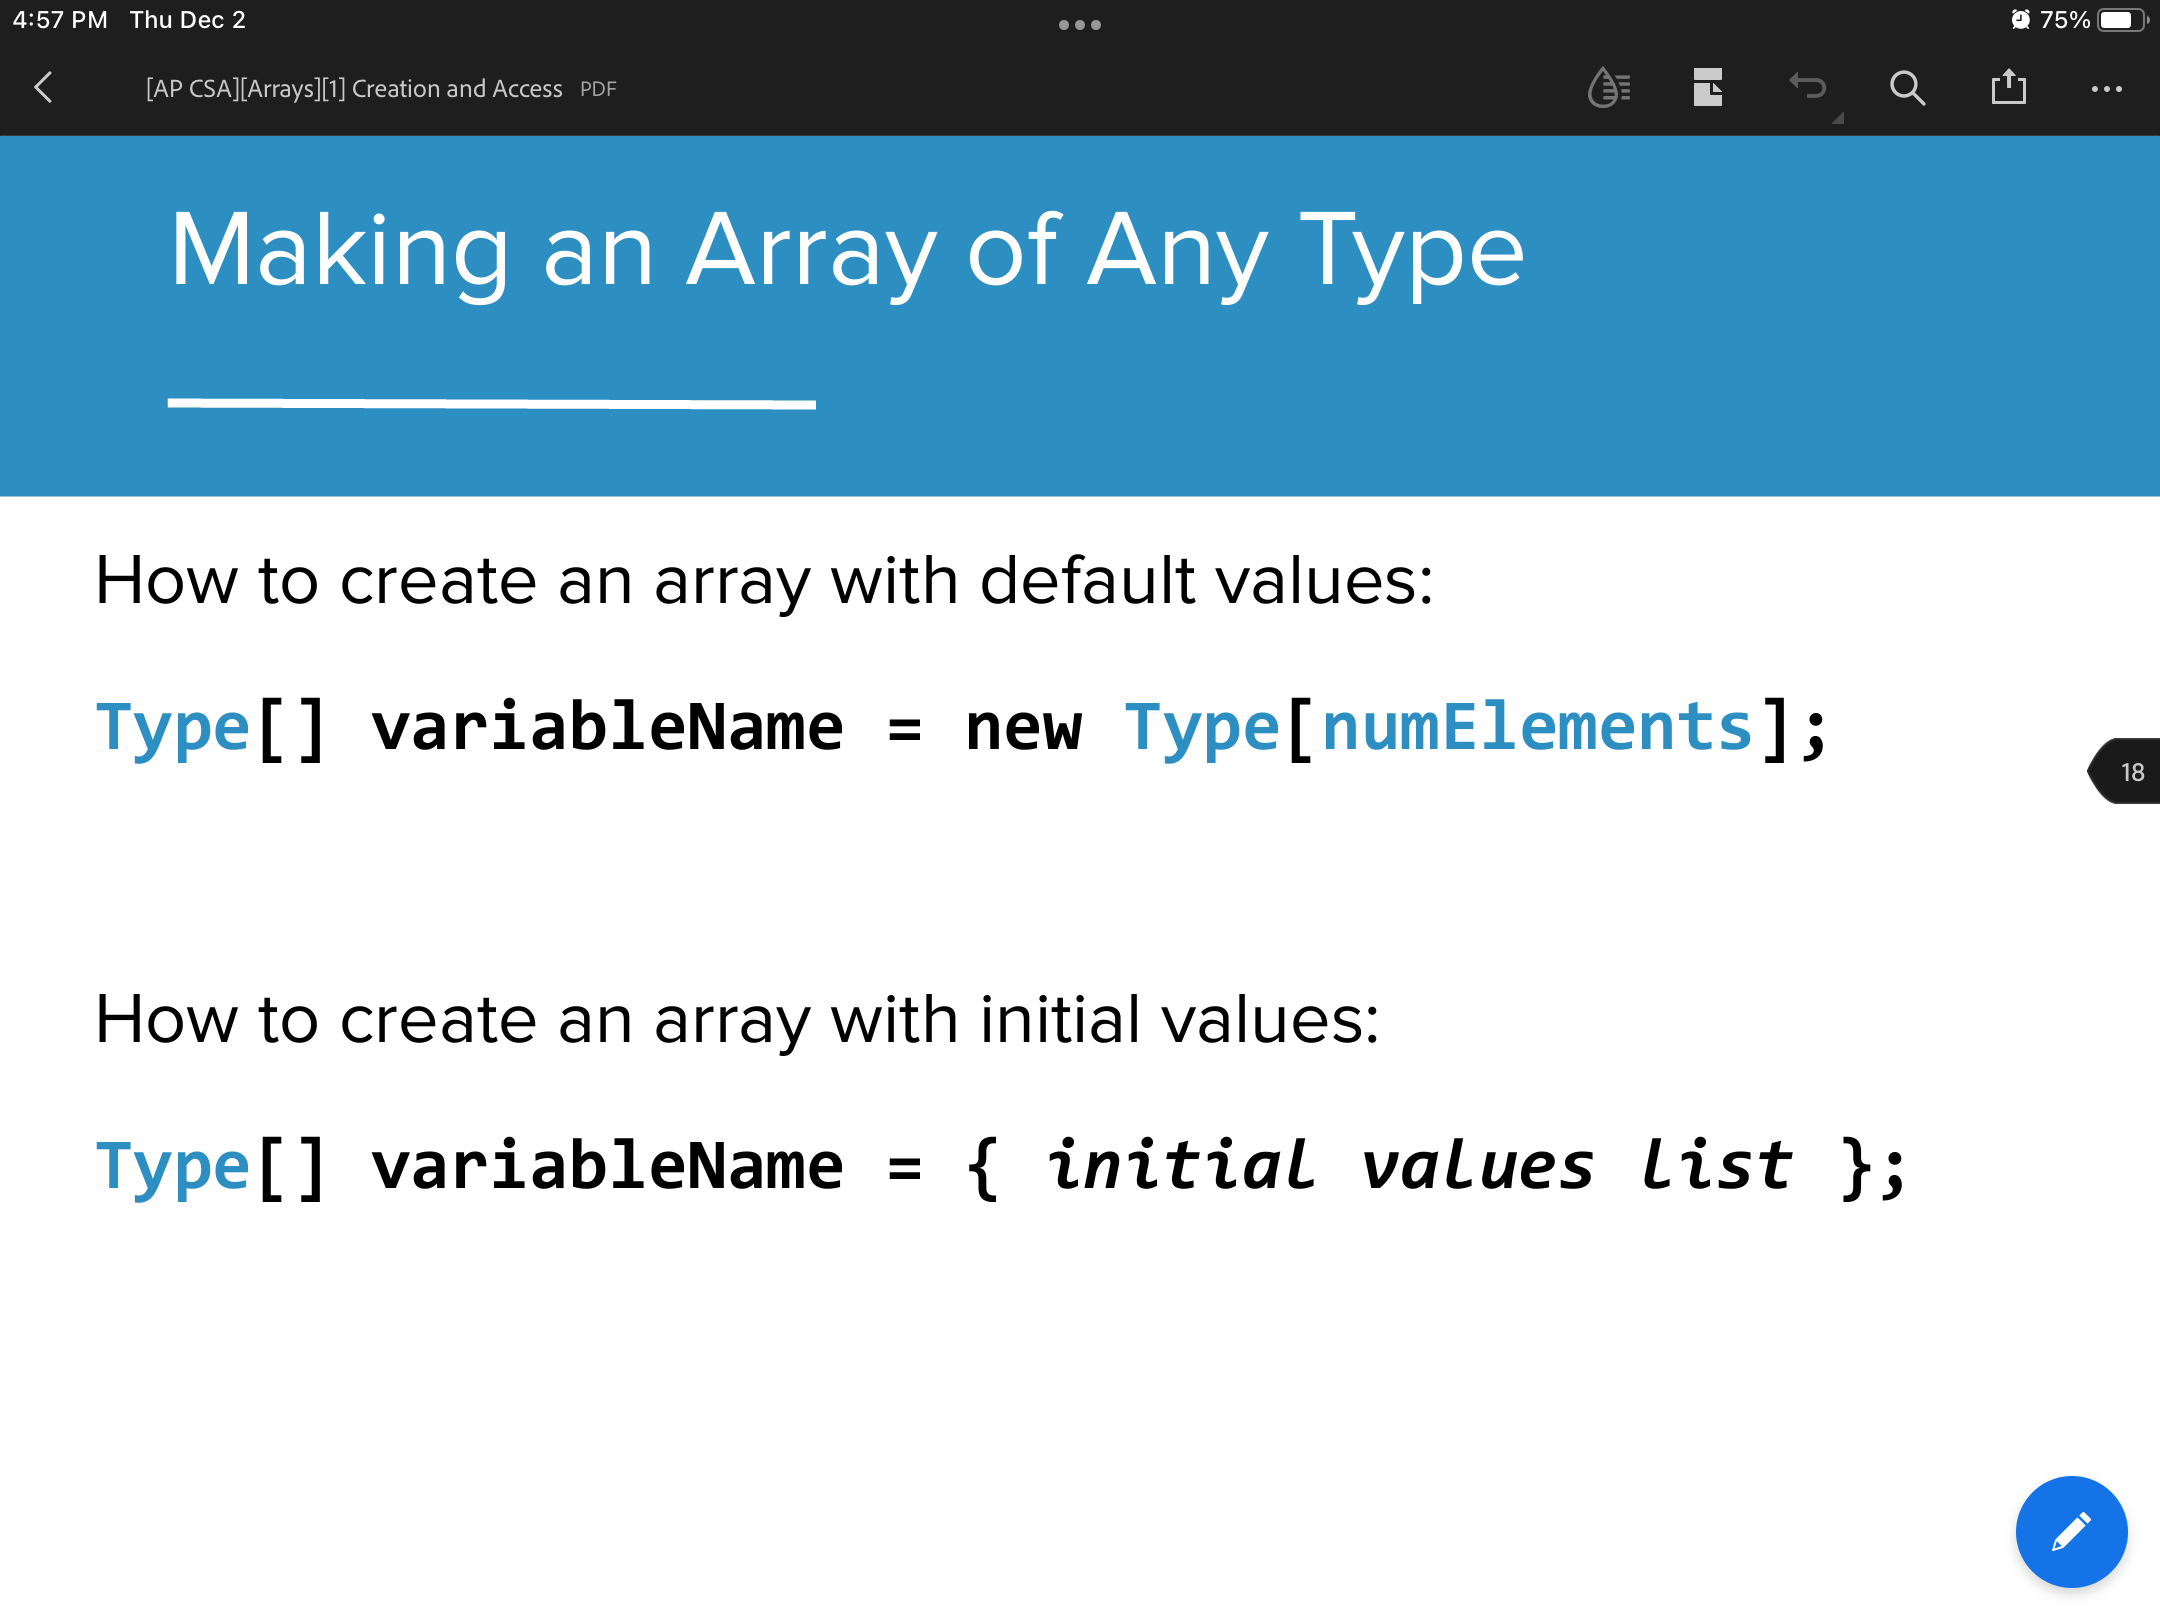 4:57 PM Thu Dec 2
75%
[AP CSA][Arrays][1] Creation and Access PDF
Making an Array of Any Type
How to create an array with default values:
Type[] variableName = new Type[numElements];
18
How to create an array with initial values:
Type[] variableName = { initial values list };